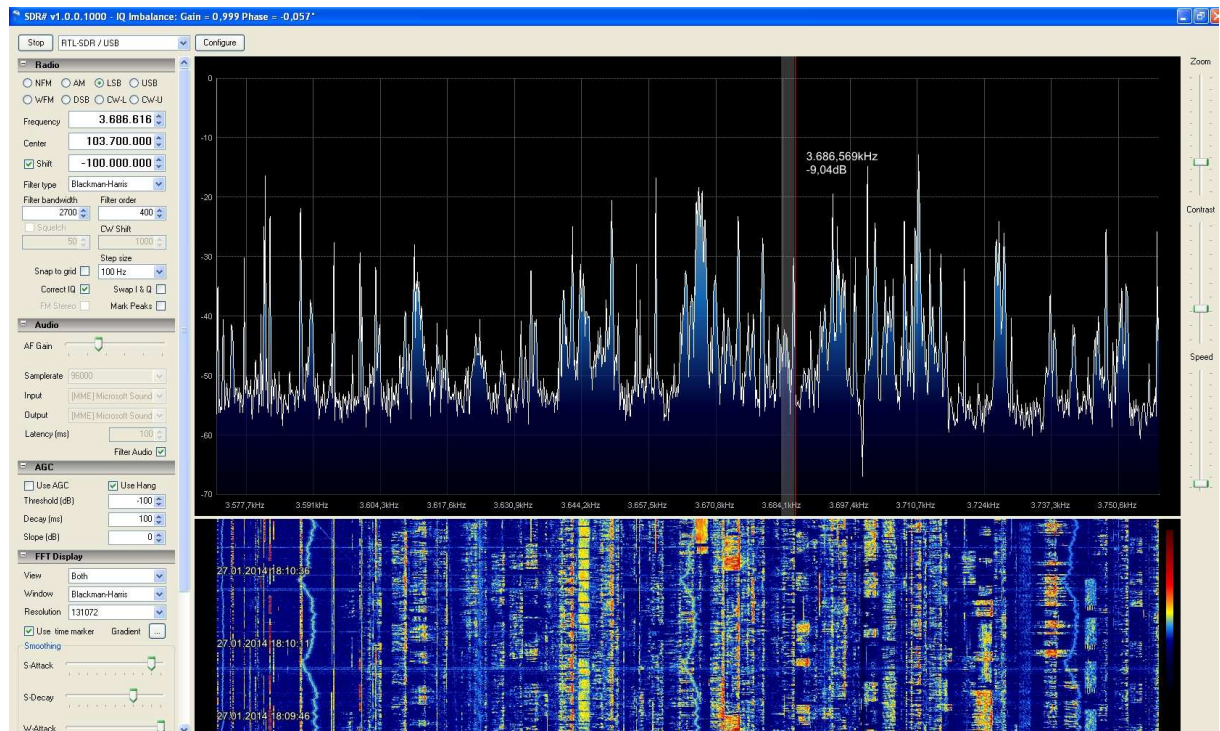 SDR# v1.0.0.1000 - IQ Imbalance: Gain = 0,999 Phase = -0,057°
Stop RTL-SDR / USB Configure
Radio
NFM AM LSB USB
WFM DSB CW-L CW-U
Frequency 3.686.616
Center 103.700.000
Shift -100.000.000
Filter type Blackman-Harris
Filter bandwidth Filter order
2700 400
Squelch CW Shift
50 1000
Step size
Snap to grid 100 Hz
Correct IQ Swap I & Q
FM Stereo Mark Peaks
Audio
AF Gain
Samplerate 96000
Input [MME] Microsoft Sound
Output [MME] Microsoft Sound
Latency (ms) 100
Filter Audio
AGC
Use AGC Use Hang
Threshold (dB) -100
Decay (ms) 100
Slope (dB) 0
FFT Display
View Both
Window Blackman-Harris
Resolution 131072
Use time marker Gradient ...
Smoothing
S-Attack
S-Decay
W-Attack
0
-10
-20
-30
-40
-50
-60
-70
3.686,569kHz
-9,04dB
3.577,7kHz 3.591kHz 3.604,3kHz 3.617,6kHz 3.630,9kHz 3.644,2kHz 3.657,5kHz 3.670,8kHz 3.684,1kHz 3.697,4kHz 3.710,7kHz 3.724kHz 3.737,3kHz 3.750,6kHz
27.01.2014 18:10:36
27.01.2014 18:10:11
27.01.2014 18:09:46
Zoom
Contrast
Speed